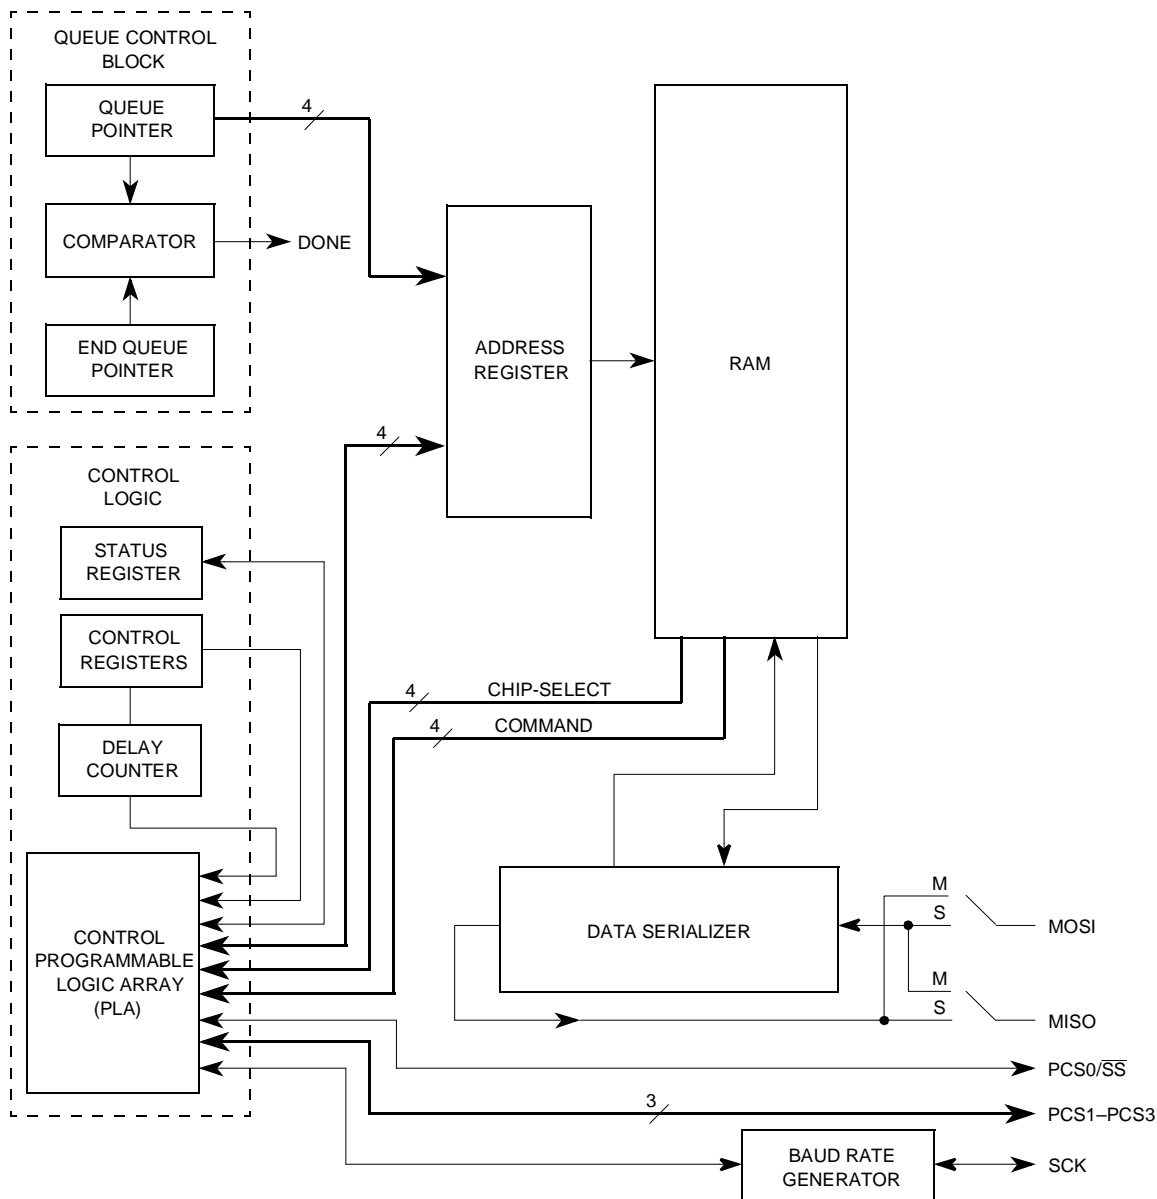 QUEUE CONTROL
BLOCK
QUEUE
POINTER
4
COMPARATOR
DONE
END QUEUE
POINTER
ADDRESS
REGISTER
RAM
4
CONTROL
LOGIC
STATUS
REGISTER
CONTROL
REGISTERS
4
CHIP-SELECT
4
COMMAND
DELAY
COUNTER
CONTROL
PROGRAMMABLE
LOGIC ARRAY
(PLA)
DATA SERIALIZER
M
S
MOSI
M
S
MISO
PCS0/S̅S̅
3
PCS1–PCS3
BAUD RATE
GENERATOR
SCK